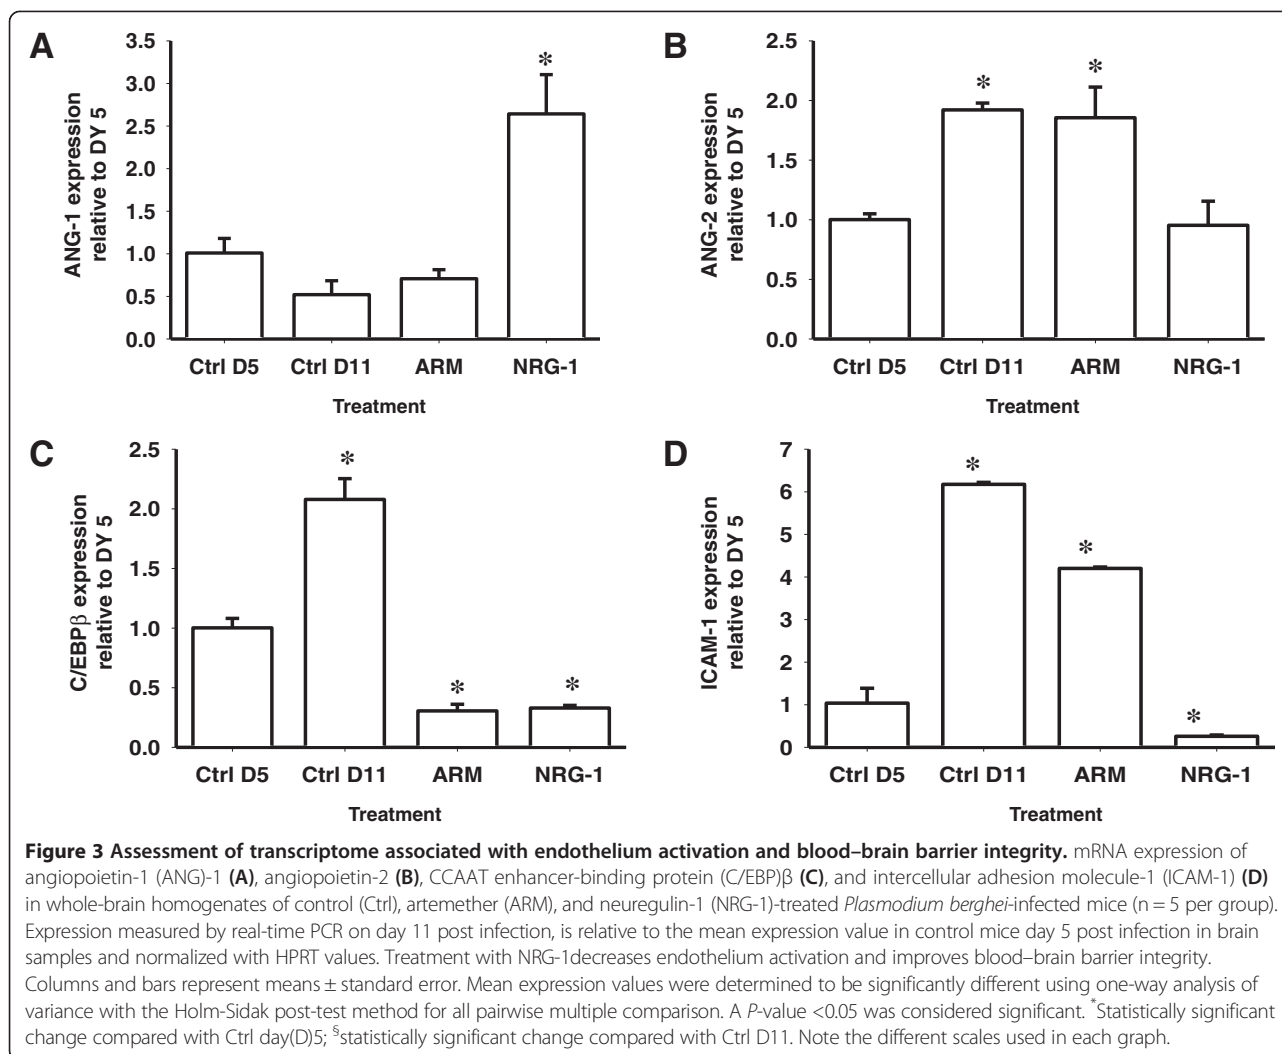 A
ANG-1 expression
relative to DY 5
3.5
3.0
2.5
2.0
1.5
1.0
0.5
0.0
*
Ctrl D5 Ctrl D11 ARM NRG-1
Treatment
B
ANG-2 expression
relative to DY 5
2.5
2.0
1.5
1.0
0.5
0.0
* *
Ctrl D5 Ctrl D11 ARM NRG-1
Treatment
C
C/EBPβ expression
relative to DY 5
2.5
2.0
1.5
1.0
0.5
0.0
* * *
Ctrl D5 Ctrl D11 ARM NRG-1
Treatment
D
ICAM-1 expression
relative to DY 5
7
6
5
4
3
2
1
0
* * *
Ctrl D5 Ctrl D11 ARM NRG-1
Treatment
Figure 3 Assessment of transcriptome associated with endothelium activation and blood–brain barrier integrity. mRNA expression of
angiopoietin-1 (ANG)-1 (A), angiopoietin-2 (B), CCAAT enhancer-binding protein (C/EBP)β (C), and intercellular adhesion molecule-1 (ICAM-1) (D)
in whole-brain homogenates of control (Ctrl), artemether (ARM), and neuregulin-1 (NRG-1)-treated Plasmodium berghei-infected mice (n = 5 per group).
Expression measured by real-time PCR on day 11 post infection, is relative to the mean expression value in control mice day 5 post infection in brain
samples and normalized with HPRT values. Treatment with NRG-1decreases endothelium activation and improves blood–brain barrier integrity.
Columns and bars represent means ± standard error. Mean expression values were determined to be significantly different using one-way analysis of
variance with the Holm-Sidak post-test method for all pairwise multiple comparison. A P-value <0.05 was considered significant. *Statistically significant
change compared with Ctrl day(D)5; §statistically significant change compared with Ctrl D11. Note the different scales used in each graph.